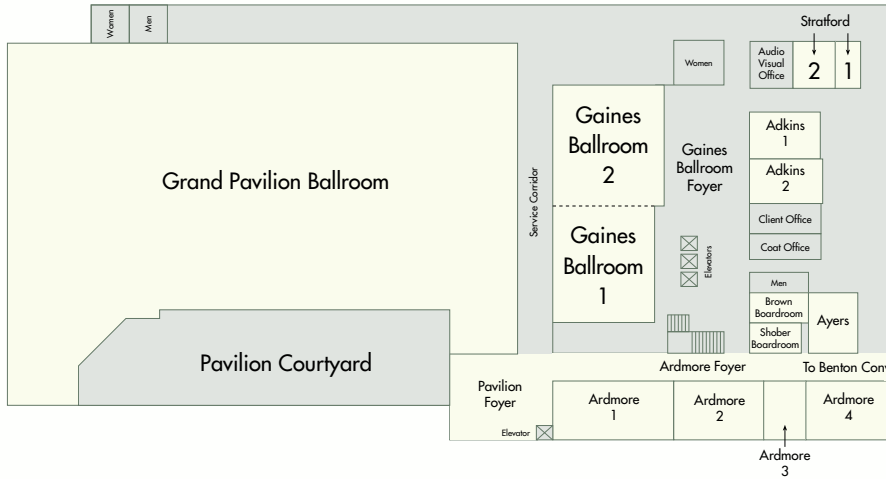 Women
Men
Stratford
Audio
Visual
Office
2
1
Women
Gaines
Ballroom
2
Gaines
Ballroom
Foyer
Adkins
1
Adkins
2
Grand Pavilion Ballroom
Service Corridor
Client Office
Coat Office
Gaines
Ballroom
1
Elevators
Men
Brown
Boardroom
Ayers
Shober
Boardroom
Pavilion Courtyard
Ardmore Foyer
To Benton Conv
Pavilion
Foyer
Ardmore
1
Ardmore
2
Ardmore
4
Elevator
Ardmore
3